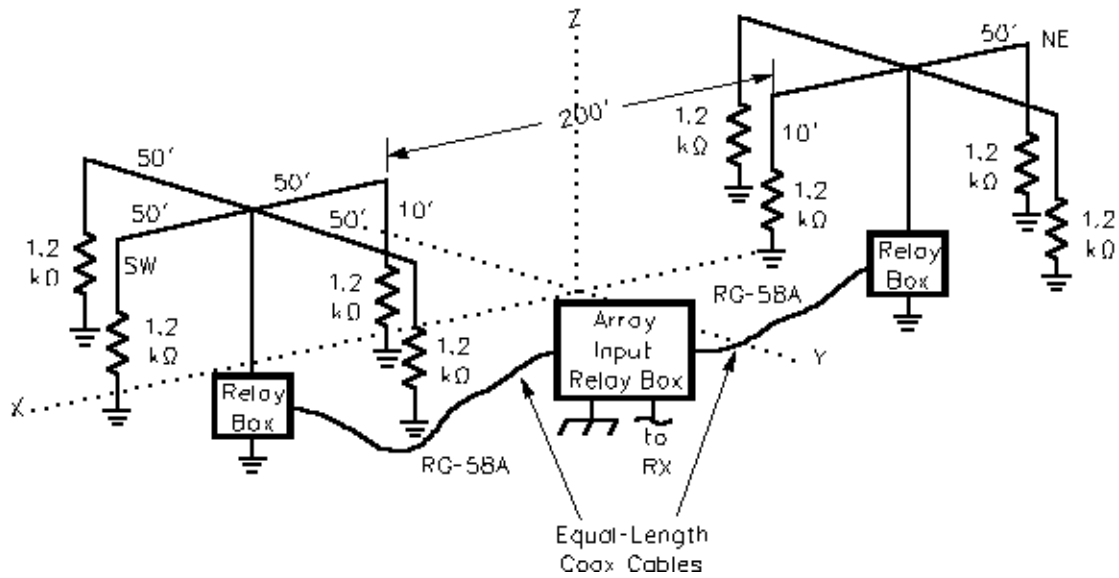 Z
50'
NE
200'
1.2
kΩ
10'
1.2
kΩ
1.2
kΩ
1.2
kΩ
50'
50'
50'
50'
10'
SW
1.2
kΩ
1.2
kΩ
1.2
kΩ
1.2
kΩ
X
Y
Relay
Box
RG-58A
Array
Input
Relay Box
Relay
Box
RG-58A
to
RX
Equal-Length
Coax Cables